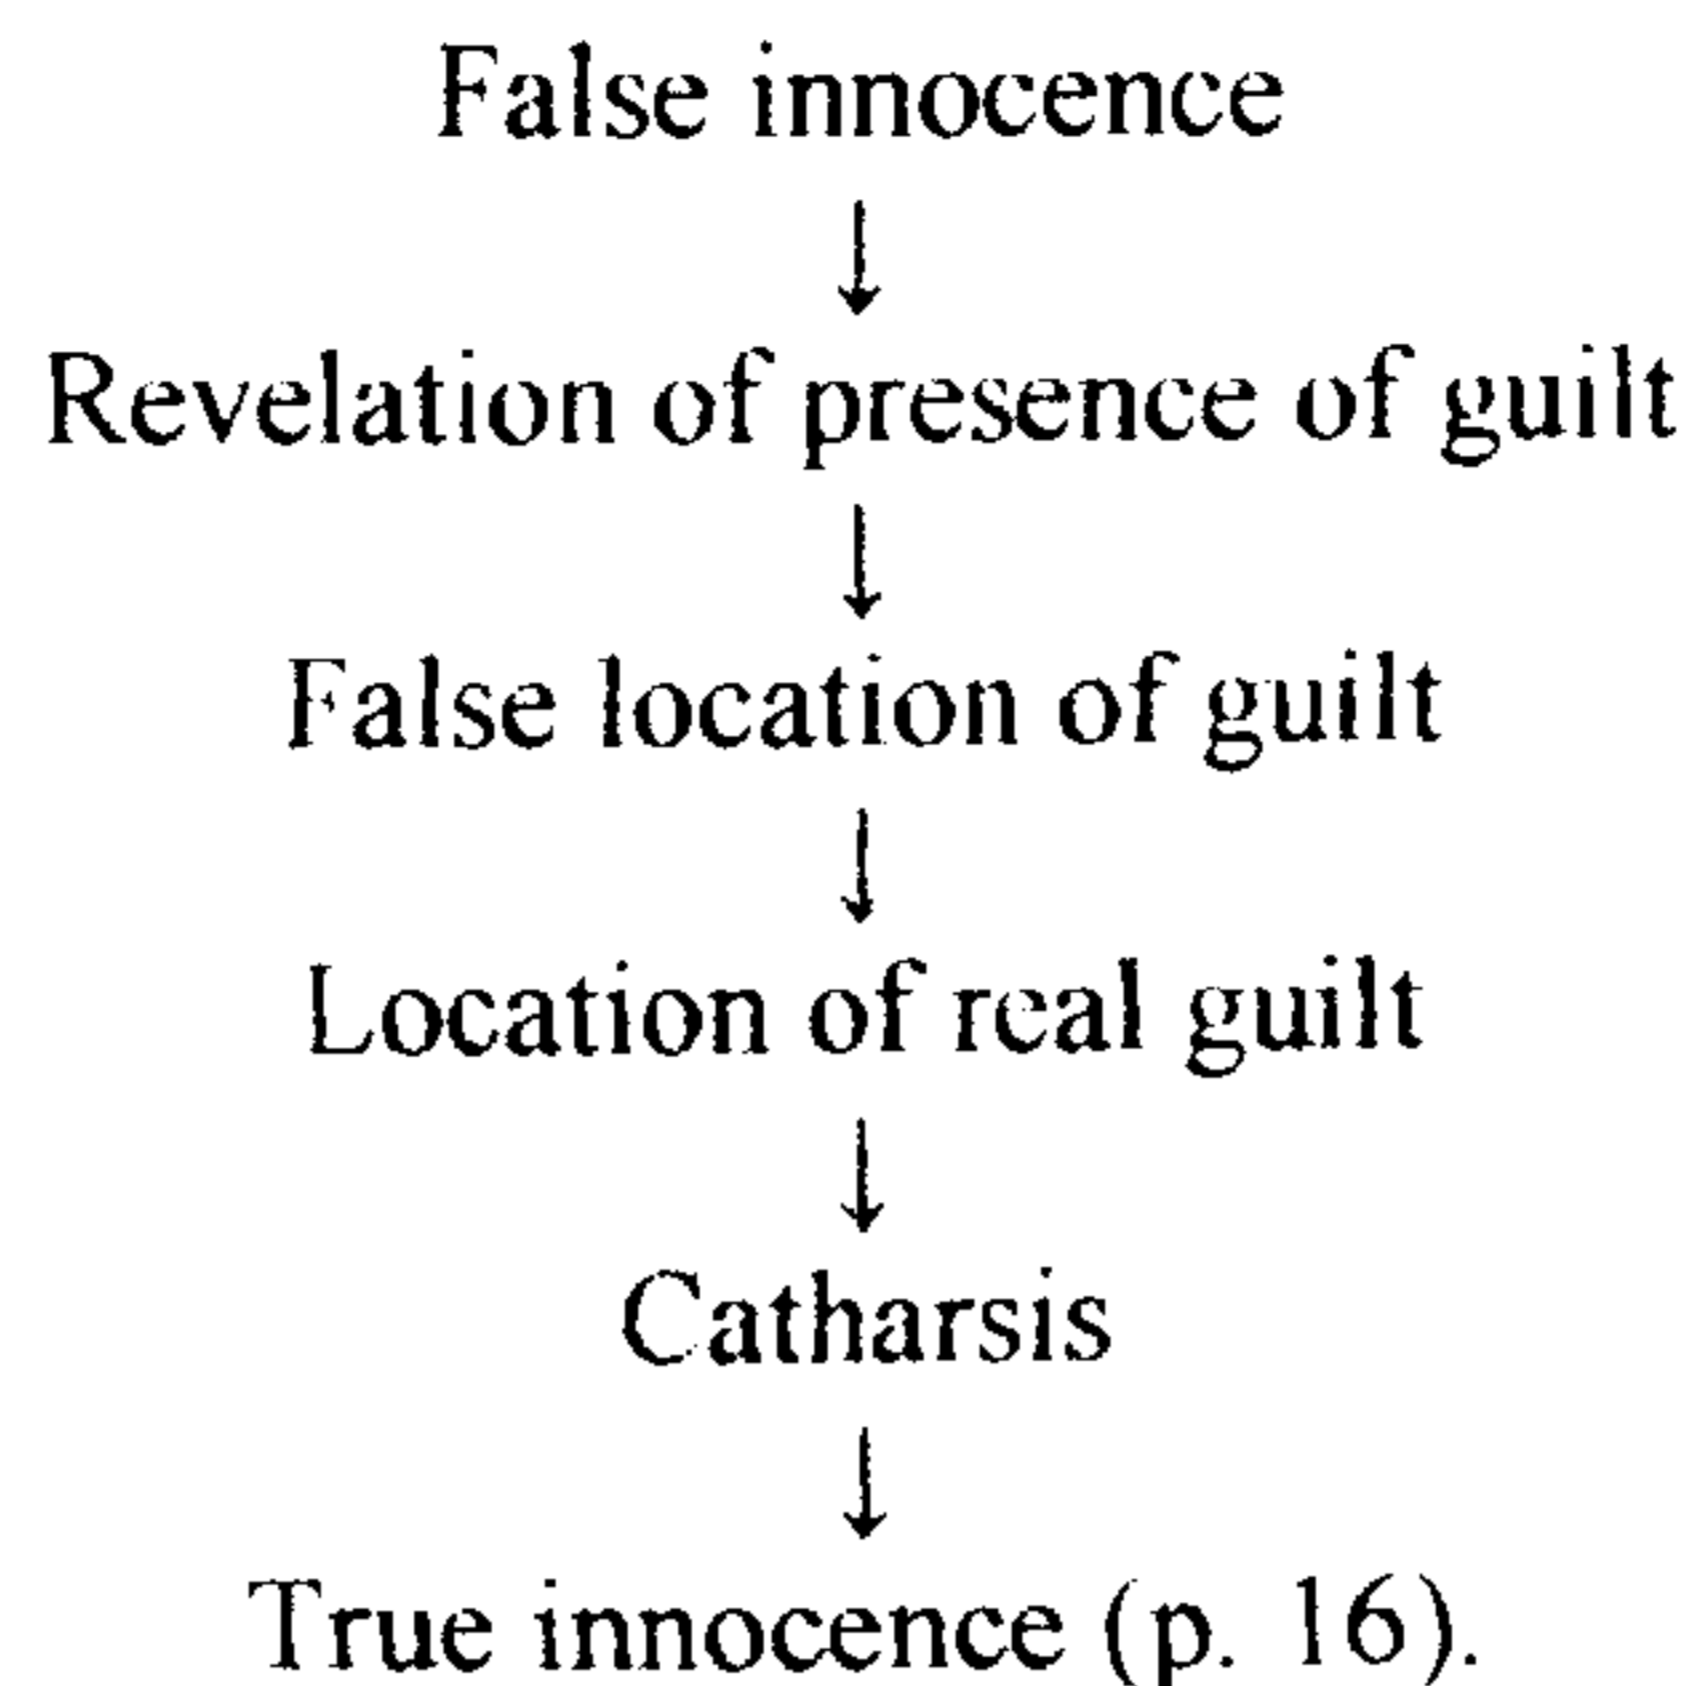 False innocence
Revelation of presence of guilt
False location of guilt
Location of real guilt
Catharsis
True innocence (p. 16).